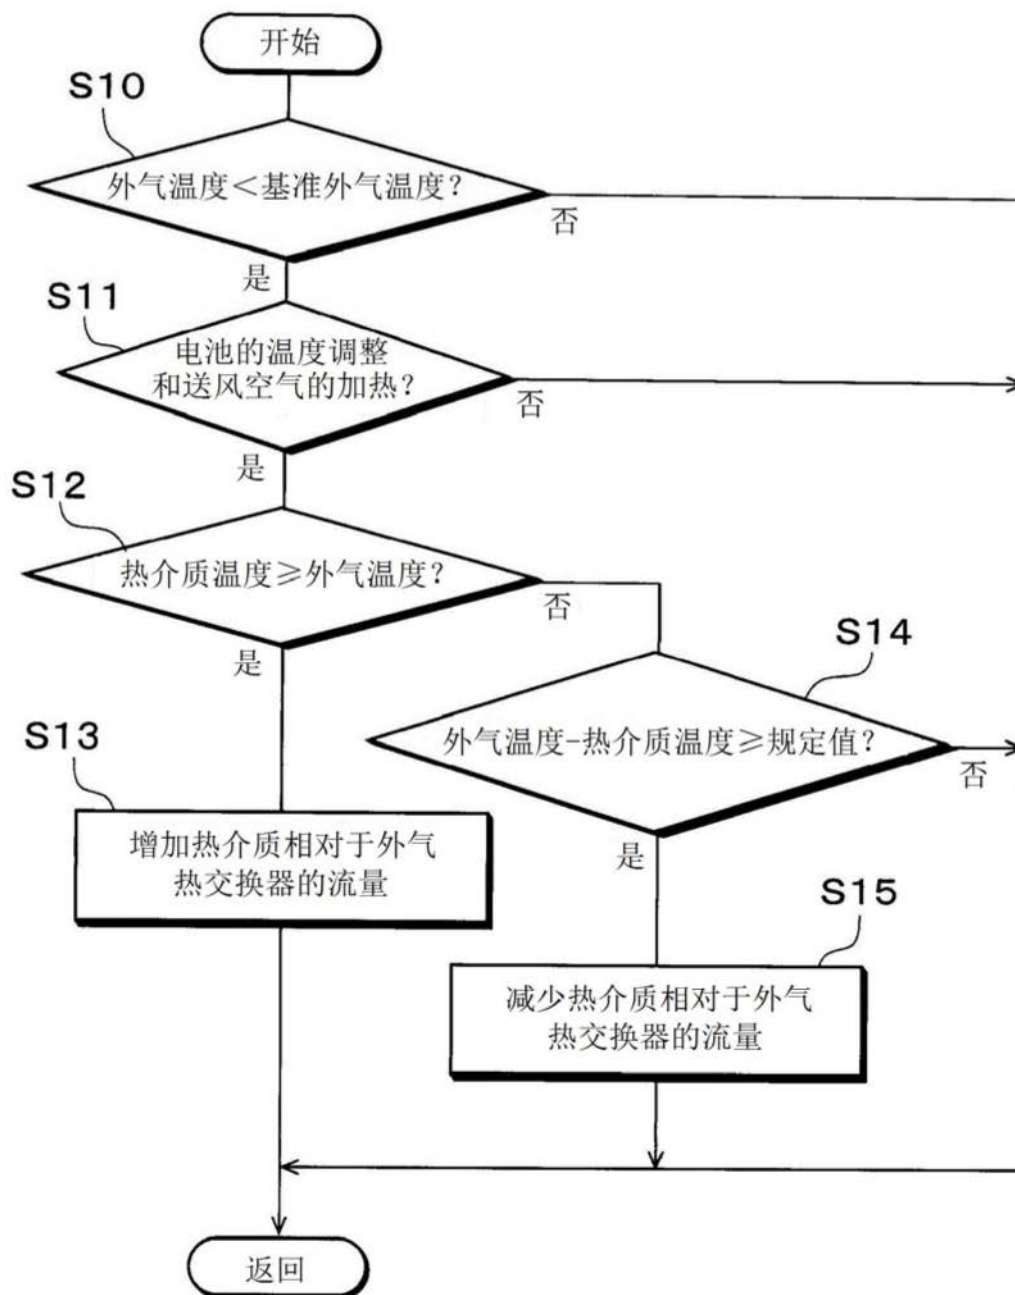 开始
S10
外气温度<基准外气温度?
否
是
S11
电池的温度调整
和送风空气的加热?
否
是
S12
热介质温度≥外气温度?
否
是
S14
外气温度-热介质温度≥规定值?
否
是
S13
增加热介质相对于外气
热交换器的流量
S15
减少热介质相对于外气
热交换器的流量
返回